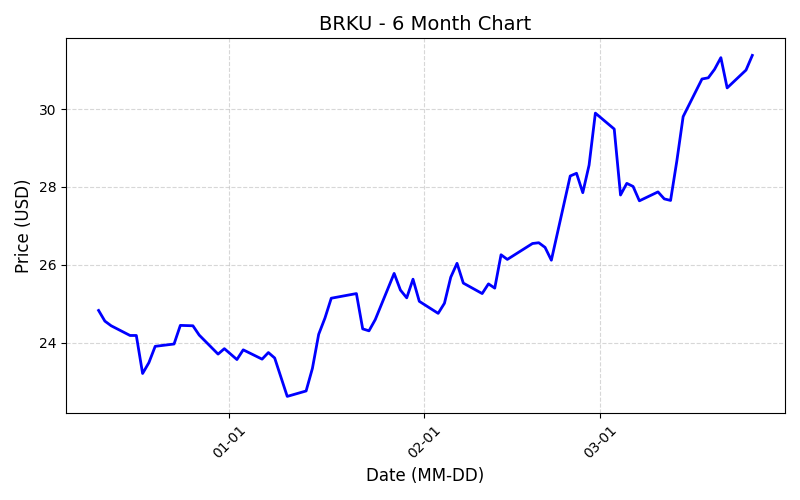 BRKU - 6 Month Chart
Price (USD)
30
28
26
24
01-01
02-01
03-01
Date (MM-DD)